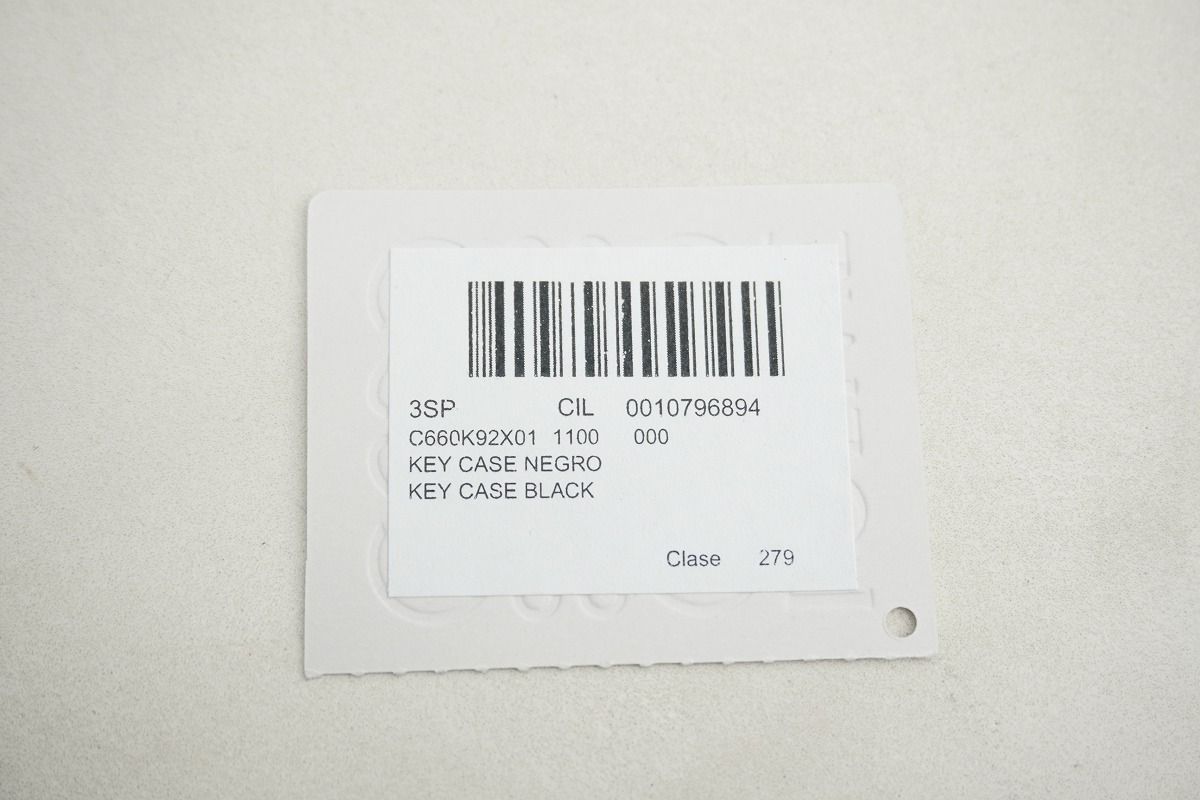 3SP CIL 0010796894
C660K92X01 1100 000
KEY CASE NEGRO
KEY CASE BLACK
Clase 279